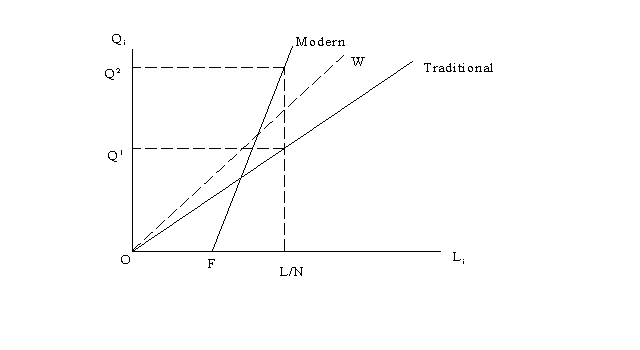 Qi
Modern
W
Q²
Traditional
Q¹
O
F
L/N
Li